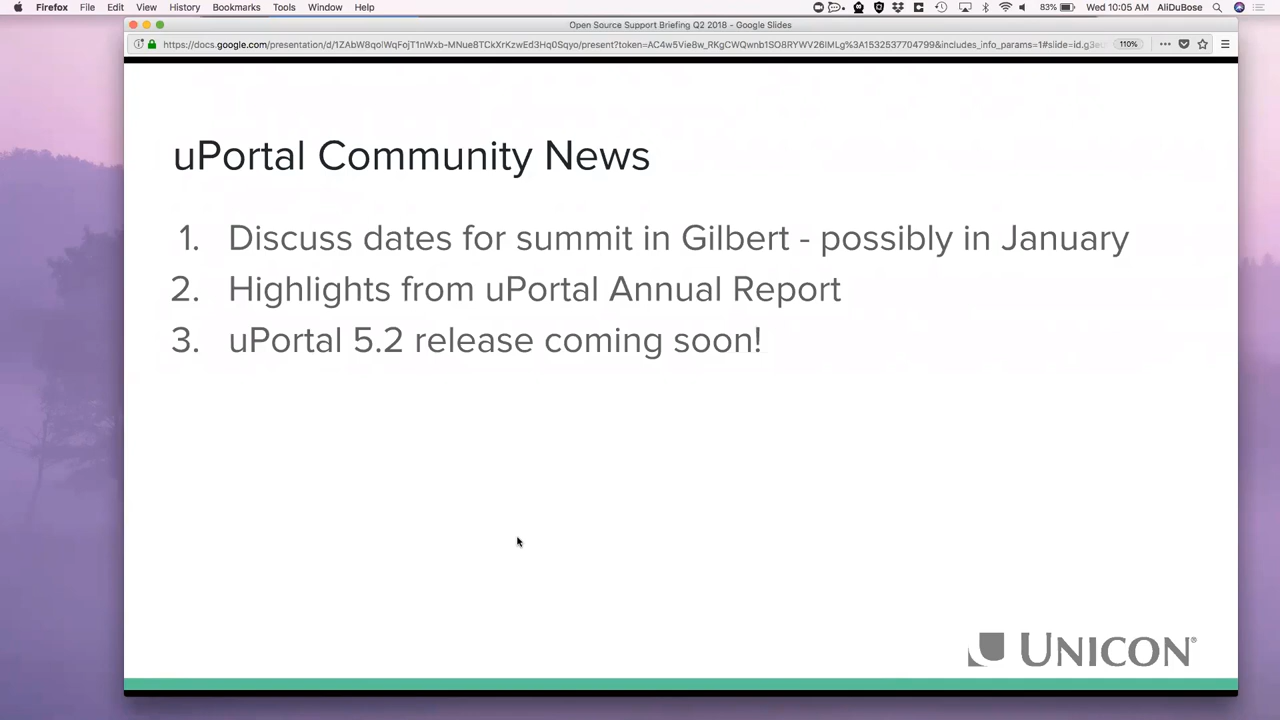 Firefox File Edit View History Bookmarks Tools Window Help 83% Wed 10:05 AM AliDuBose
Open Source Support Briefing Q2 2018 - Google Slides
110%
uPortal Community News
1. Discuss dates for summit in Gilbert - possibly in January
2. Highlights from uPortal Annual Report
3. uPortal 5.2 release coming soon!
UNICON®